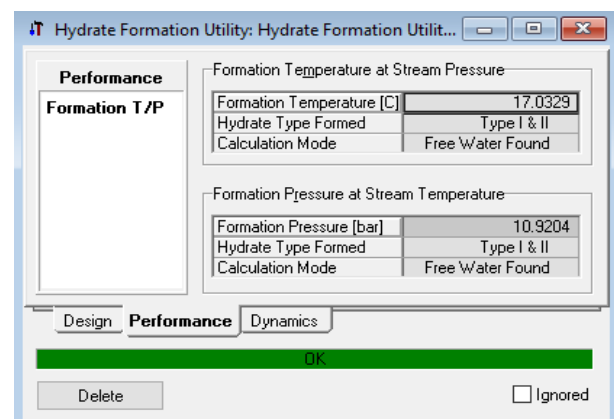 Hydrate Formation Utility: Hydrate Formation Utilit...
Performance
Formation T/P
Formation Temperature at Stream Pressure
Formation Temperature [C] 17.0329
Hydrate Type Formed Type I & II
Calculation Mode Free Water Found
Formation Pressure at Stream Temperature
Formation Pressure [bar] 10.9204
Hydrate Type Formed Type I & II
Calculation Mode Free Water Found
Design Performance Dynamics
OK
Delete Ignored